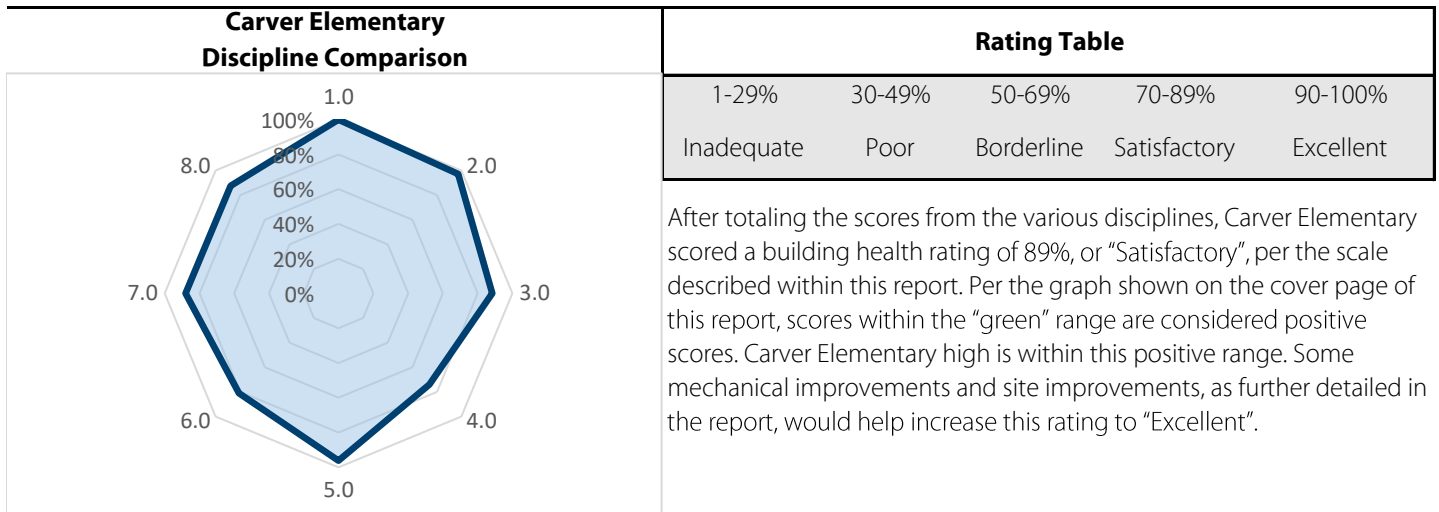 Carver Elementary
Discipline Comparison
1.0
100%
80%
60%
40%
20%
0%
2.0
3.0
4.0
5.0
6.0
7.0
8.0
Rating Table
1-29% 30-49% 50-69% 70-89% 90-100%
Inadequate Poor Borderline Satisfactory Excellent
After totaling the scores from the various disciplines, Carver Elementary
scored a building health rating of 89%, or “Satisfactory”, per the scale
described within this report. Per the graph shown on the cover page of
this report, scores within the “green” range are considered positive
scores. Carver Elementary high is within this positive range. Some
mechanical improvements and site improvements, as further detailed in
the report, would help increase this rating to “Excellent”.